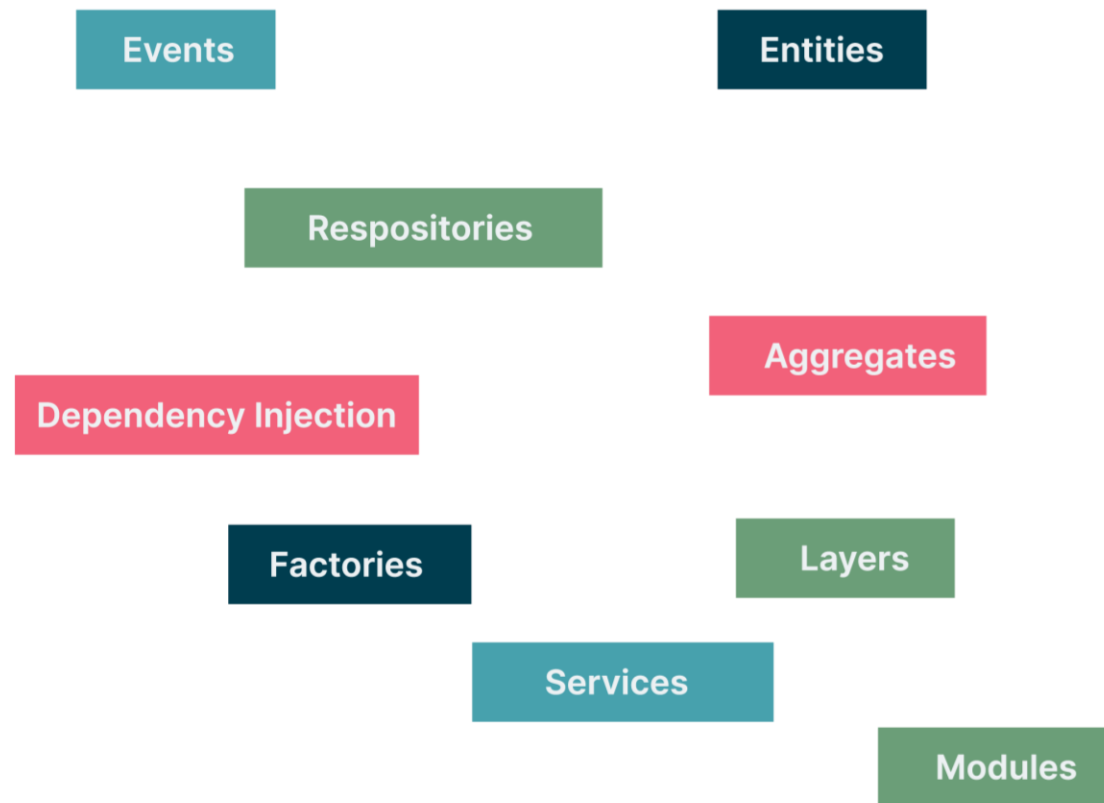 Events
Entities
Respositories
Aggregates
Dependency Injection
Factories
Layers
Services
Modules